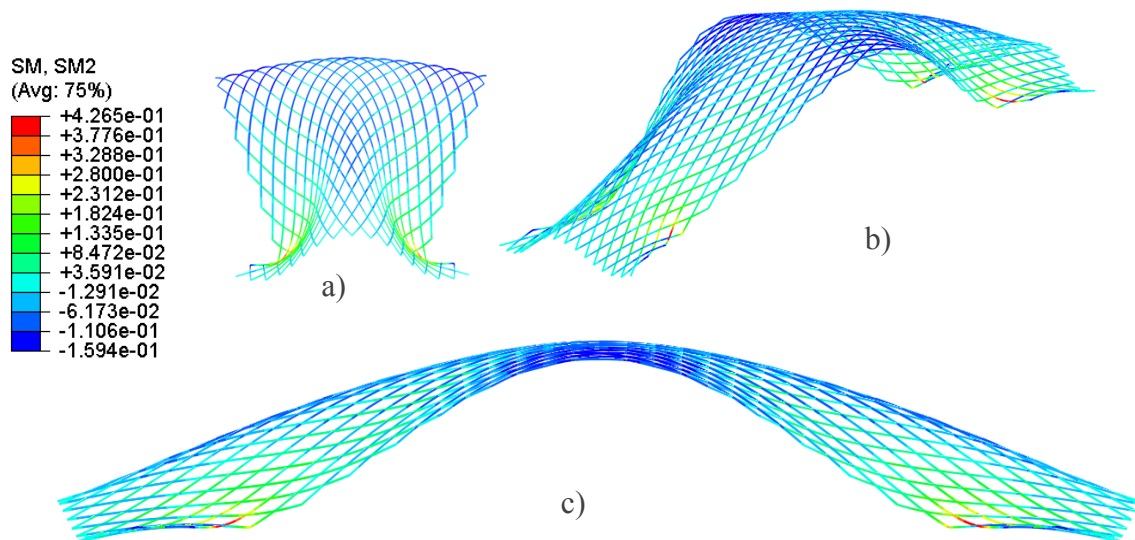 SM, SM2
(Avg: 75%)
+4.265e-01
+3.776e-01
+3.288e-01
+2.800e-01
+2.312e-01
+1.824e-01
+1.335e-01
+8.472e-02
+3.591e-02
-1.291e-02
-6.173e-02
-1.106e-01
-1.594e-01
a)
b)
c)